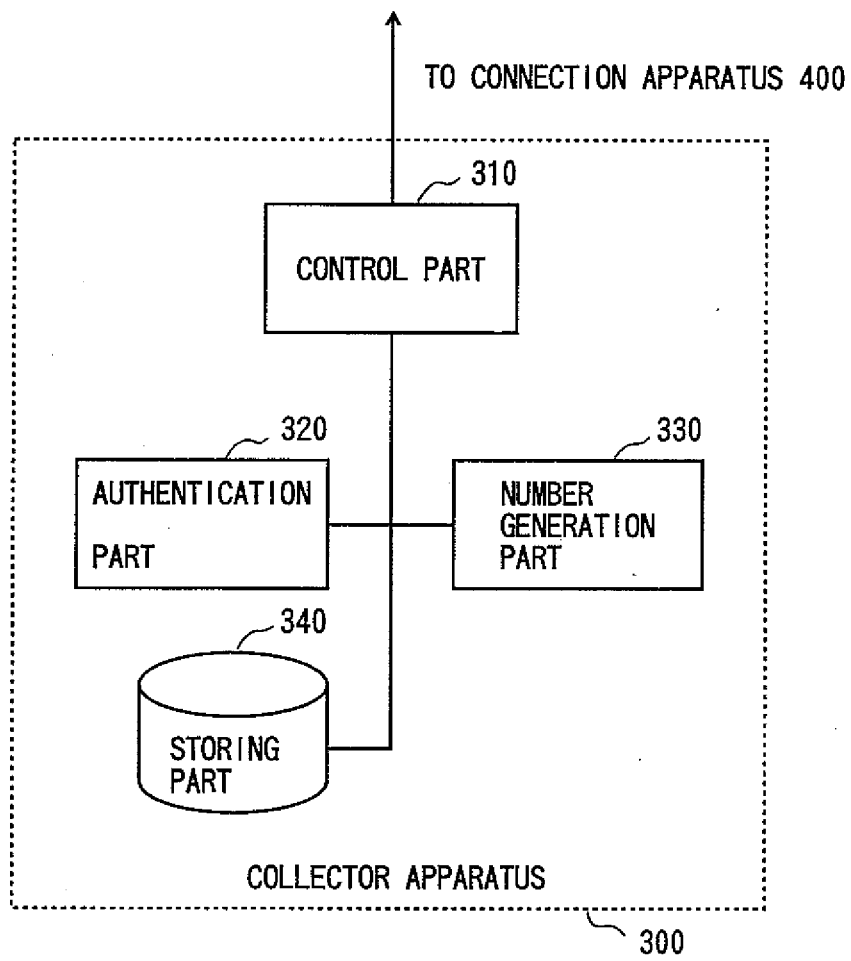 TO CONNECTION APPARATUS 400
310
CONTROL PART
320
AUTHENTICATION
PART
330
NUMBER
GENERATION
PART
340
STORING
PART
COLLECTOR APPARATUS
300